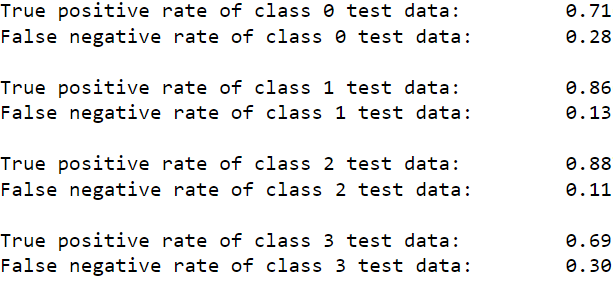 True positive rate of class 0 test data: 0.71
False negative rate of class 0 test data: 0.28
True positive rate of class 1 test data: 0.86
False negative rate of class 1 test data: 0.13
True positive rate of class 2 test data: 0.88
False negative rate of class 2 test data: 0.11
True positive rate of class 3 test data: 0.69
False negative rate of class 3 test data: 0.30